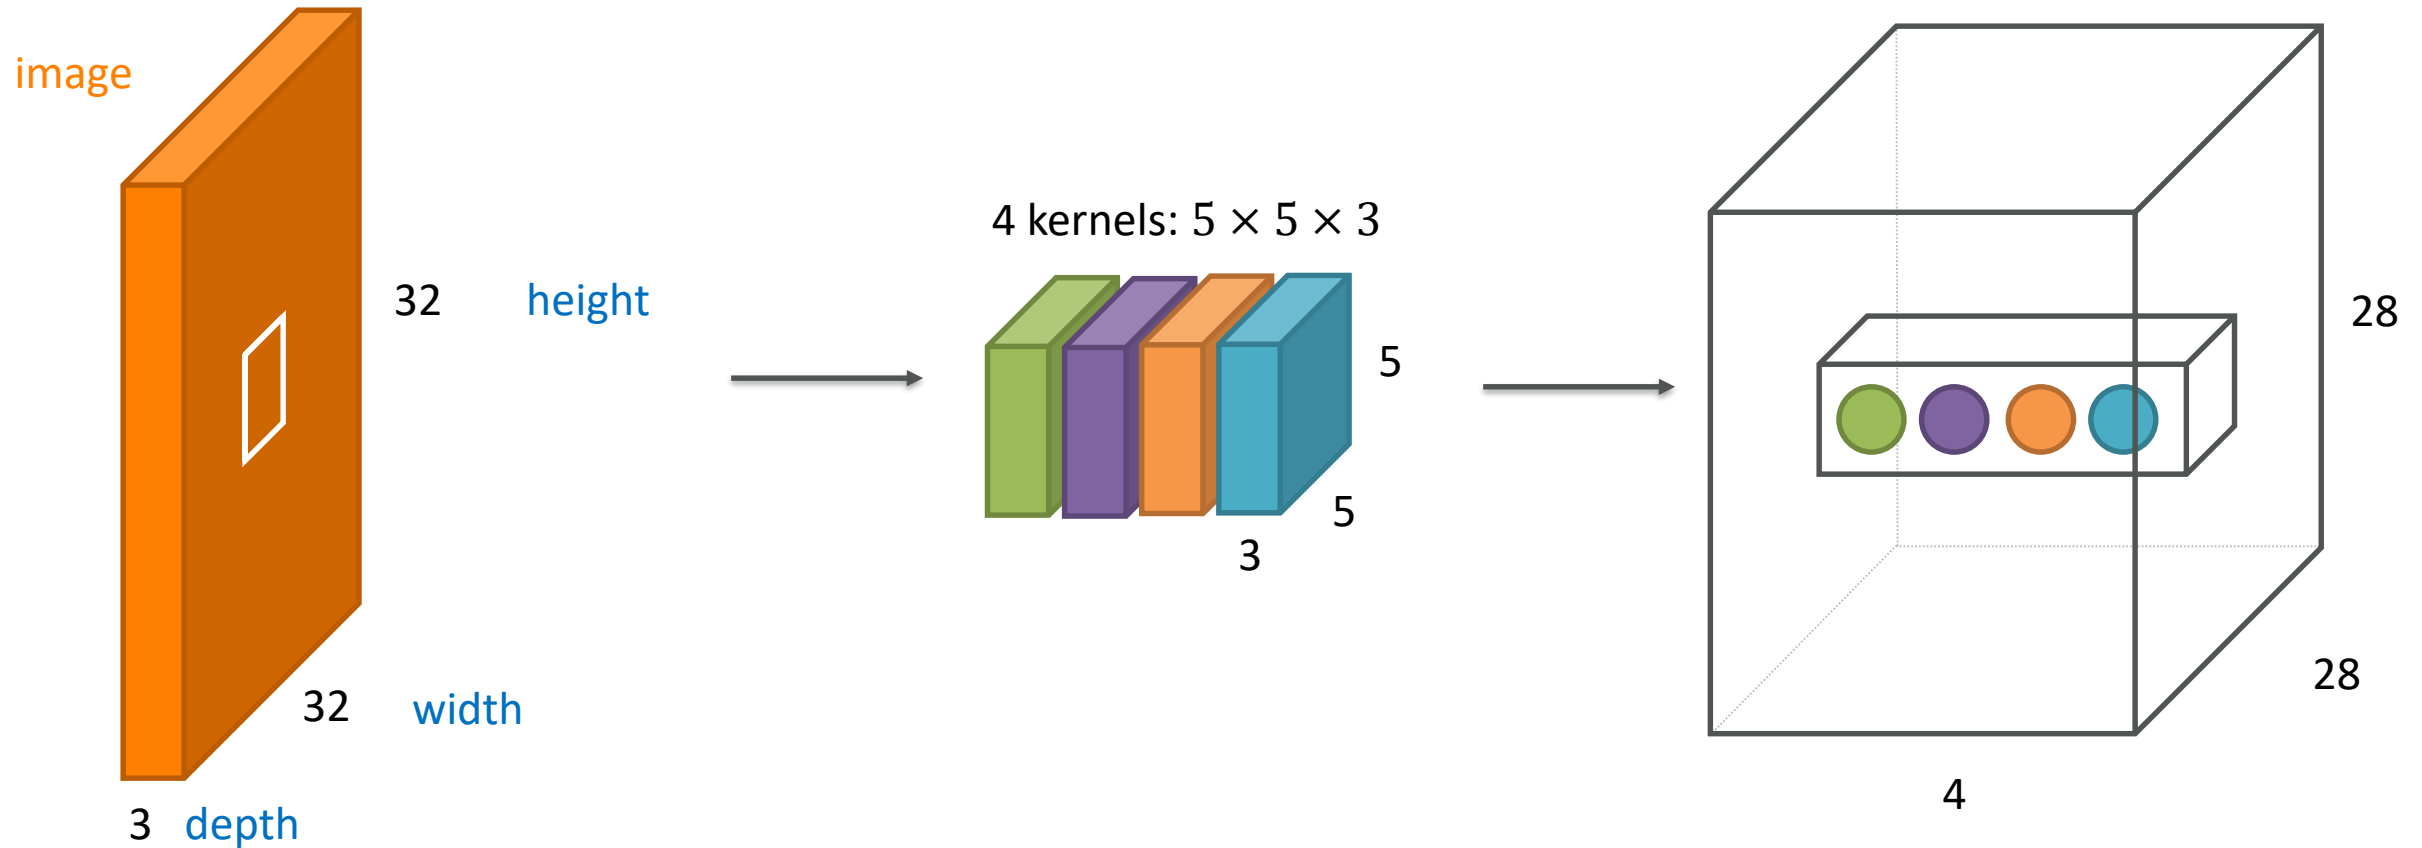 image
32 height
32 width
3 depth
4 kernels: 5 × 5 × 3
5
5
3
28
28
4